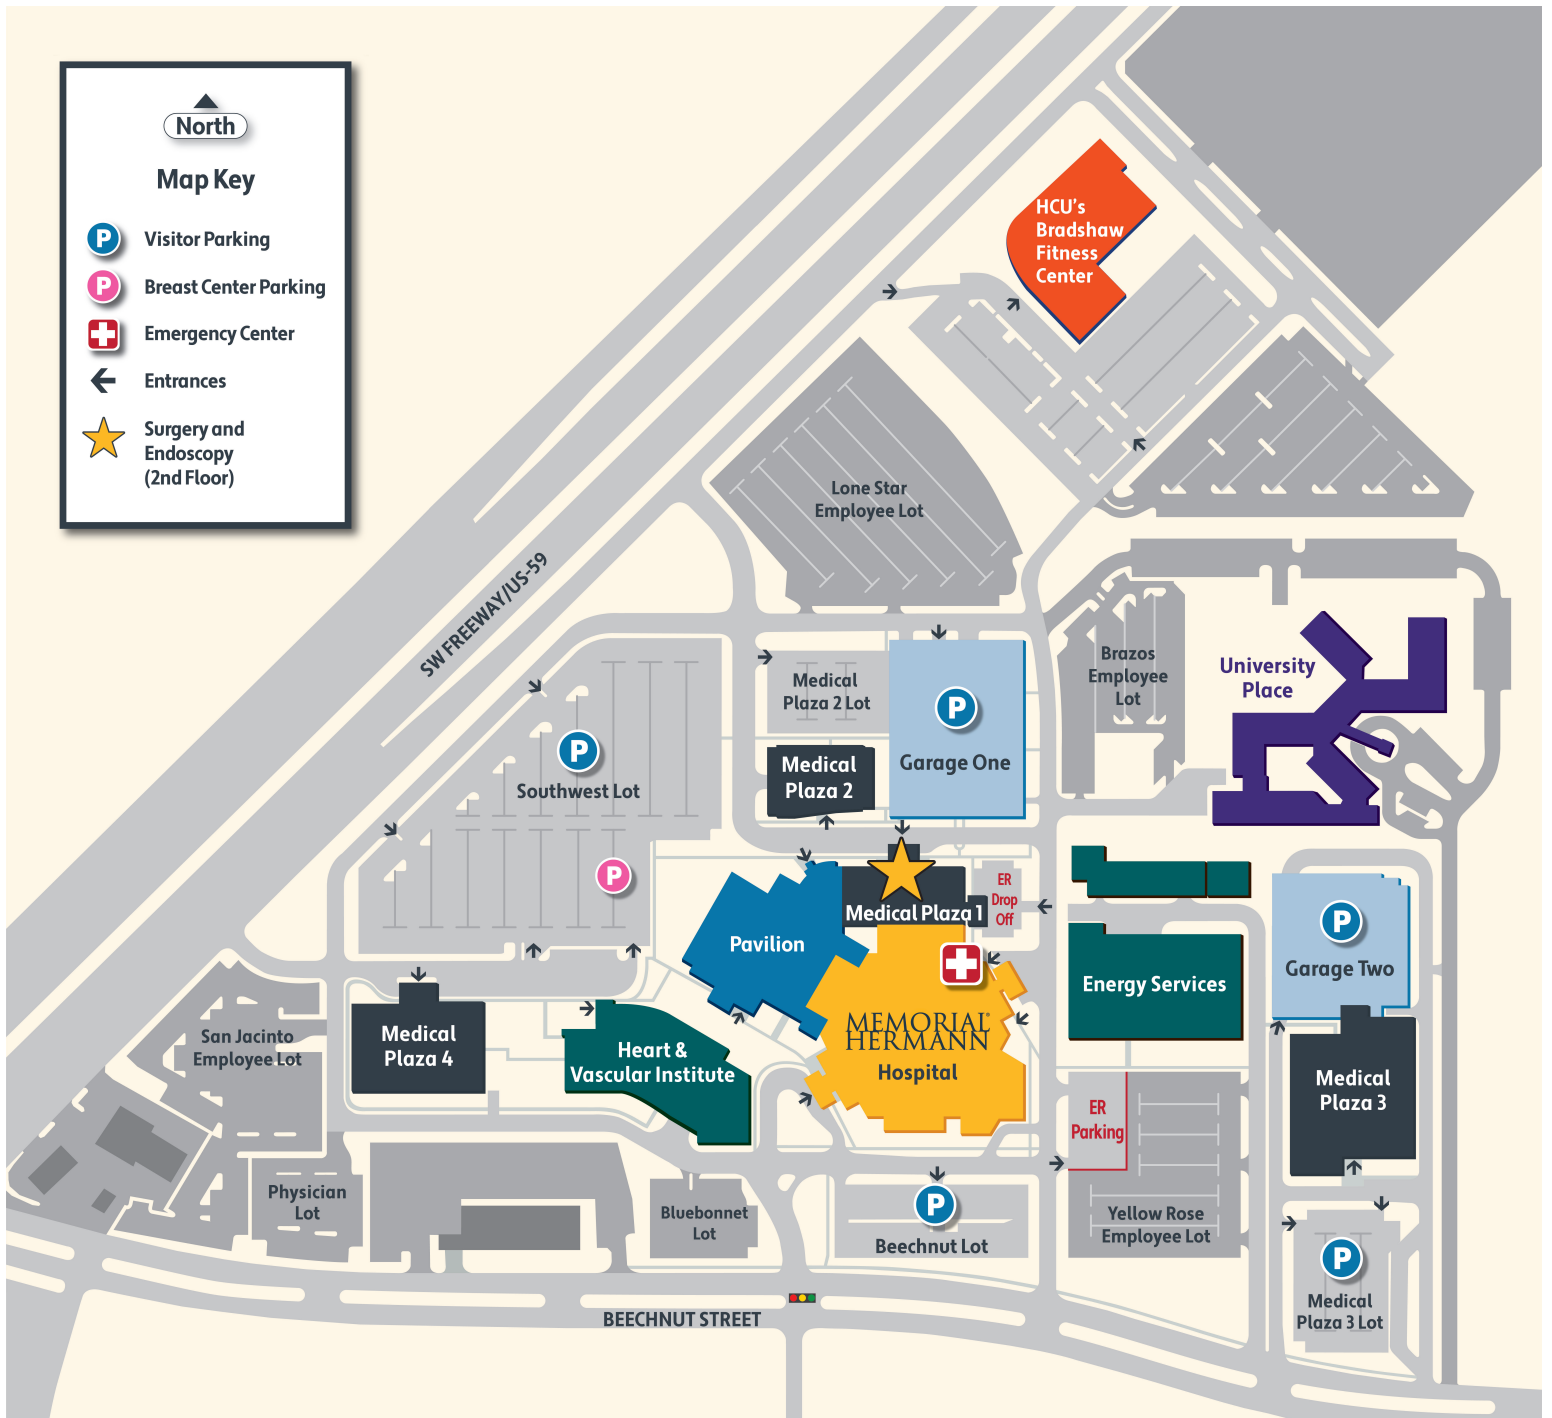 North
Map Key
P
Visitor Parking
P
Breast Center Parking
Emergency Center
Entrances
Surgery and
Endoscopy
(2nd Floor)
HCU's
Bradshaw
Fitness
Center
Lone Star
Employee Lot
SW FREEWAY/US-59
Brazos
Employee
Lot
University
Place
Medical
Plaza 2 Lot
P
Garage One
P
Southwest Lot
Medical
Plaza 2
P
ER
Drop
Off
Medical Plaza 1
Pavilion
P
Garage Two
Energy Services
MEMORIAL®
HERMANN
Hospital
San Jacinto
Employee Lot
Medical
Plaza 4
Heart &
Vascular Institute
Medical
Plaza 3
ER
Parking
Physician
Lot
Bluebonnet
Lot
P
Beechnut Lot
Yellow Rose
Employee Lot
P
Medical
Plaza 3 Lot
BEECHNUT STREET